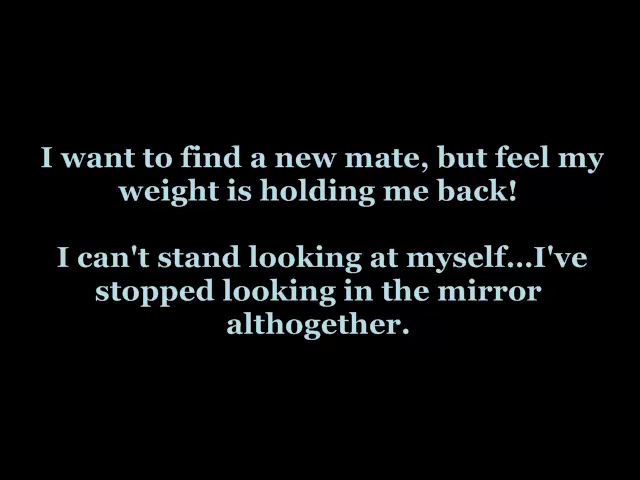 I want to find a new mate, but feel my
weight is holding me back!
I can't stand looking at myself...I've
stopped looking in the mirror
althogether.